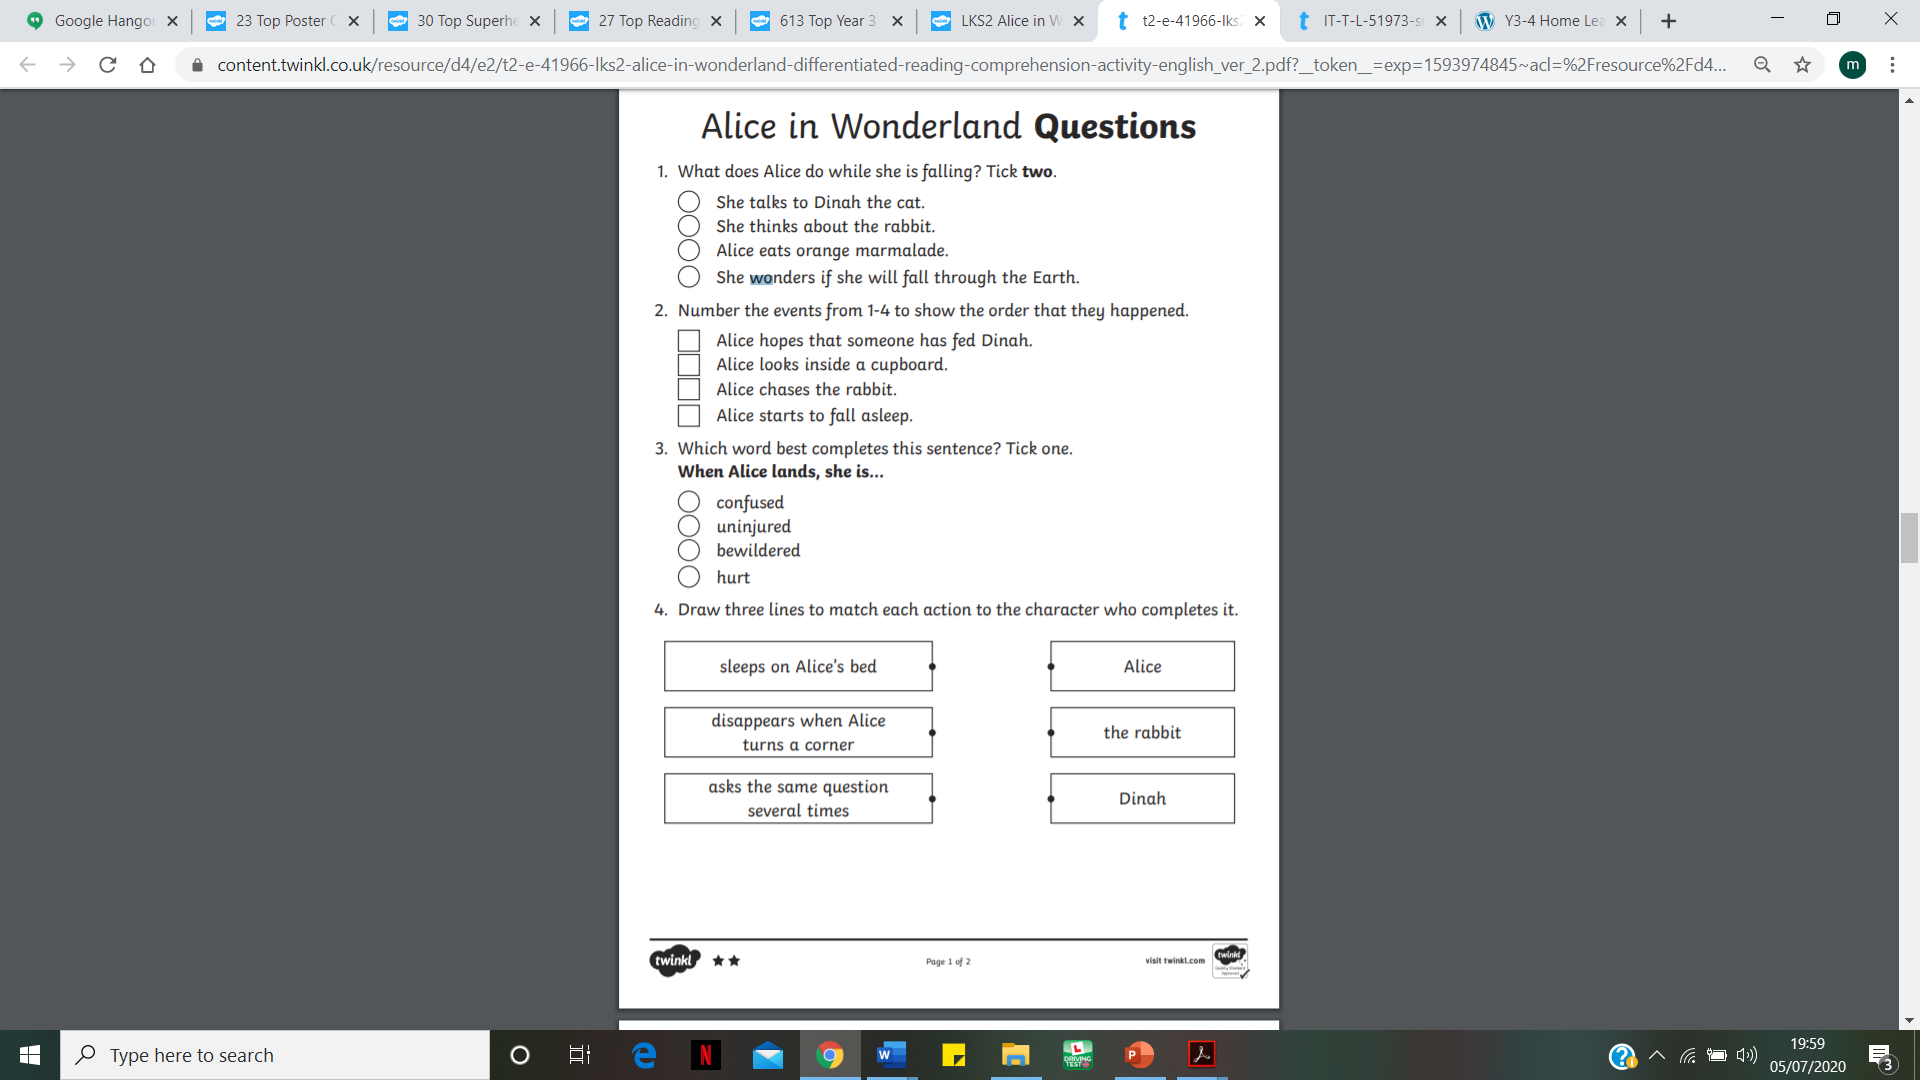 Google Hangou
23 Top Poster C
30 Top Superhe
27 Top Reading
613 Top Year 3
LKS2 Alice in W
t2-e-41966-lks2
IT-T-L-51973-su
Y3-4 Home Lea
content.twinkl.co.uk/resource/d4/e2/t2-e-41966-lks2-alice-in-wonderland-differentiated-reading-comprehension-activity-english_ver_2.pdf?__token__=exp=1593974845~acl=%2Fresource%2Fd4...
m
Alice in Wonderland Questions
1. What does Alice do while she is falling? Tick two.
She talks to Dinah the cat.
She thinks about the rabbit.
Alice eats orange marmalade.
She wonders if she will fall through the Earth.
2. Number the events from 1-4 to show the order that they happened.
Alice hopes that someone has fed Dinah.
Alice looks inside a cupboard.
Alice chases the rabbit.
Alice starts to fall asleep.
3. Which word best completes this sentence? Tick one.
When Alice lands, she is...
confused
uninjured
bewildered
hurt
4. Draw three lines to match each action to the character who completes it.
sleeps on Alice's bed
Alice
disappears when Alice
turns a corner
the rabbit
asks the same question
several times
Dinah
twinkl
Page 1 of 2
visit twinkl.com
twinkl
Quality Standard
Approved
Type here to search
DRIVING
TEST
19:59
05/07/2020
3